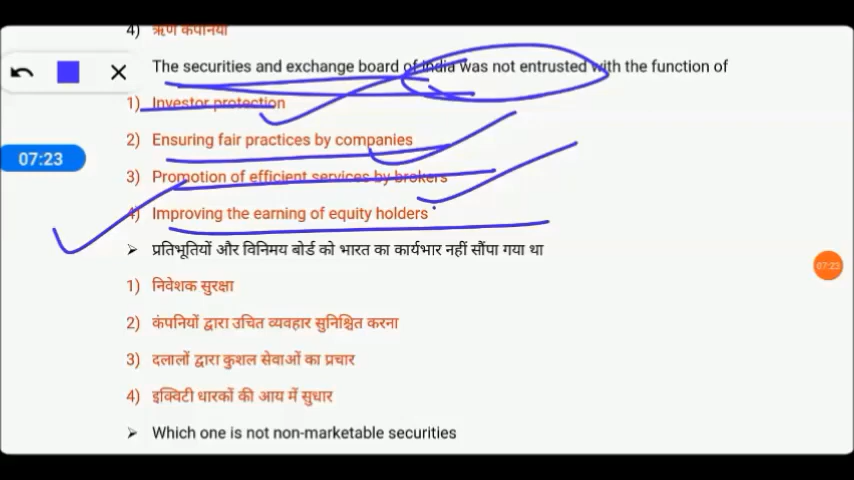 4) ऋण कंपनियां
The securities and exchange board of India was not entrusted with the function of
1) Investor protection
07:23
2) Ensuring fair practices by companies
3) Promotion of efficient services by brokers
4) Improving the earning of equity holders
➢ प्रतिभूतियों और विनिमय बोर्ड को भारत का कार्यभार नहीं सौंपा गया था
07:23
1) निवेशक सुरक्षा
2) कंपनियों द्वारा उचित व्यवहार सुनिश्चित करना
3) दलालों द्वारा कुशल सेवाओं का प्रचार
4) इक्विटी धारकों की आय में सुधार
➢ Which one is not non-marketable securities